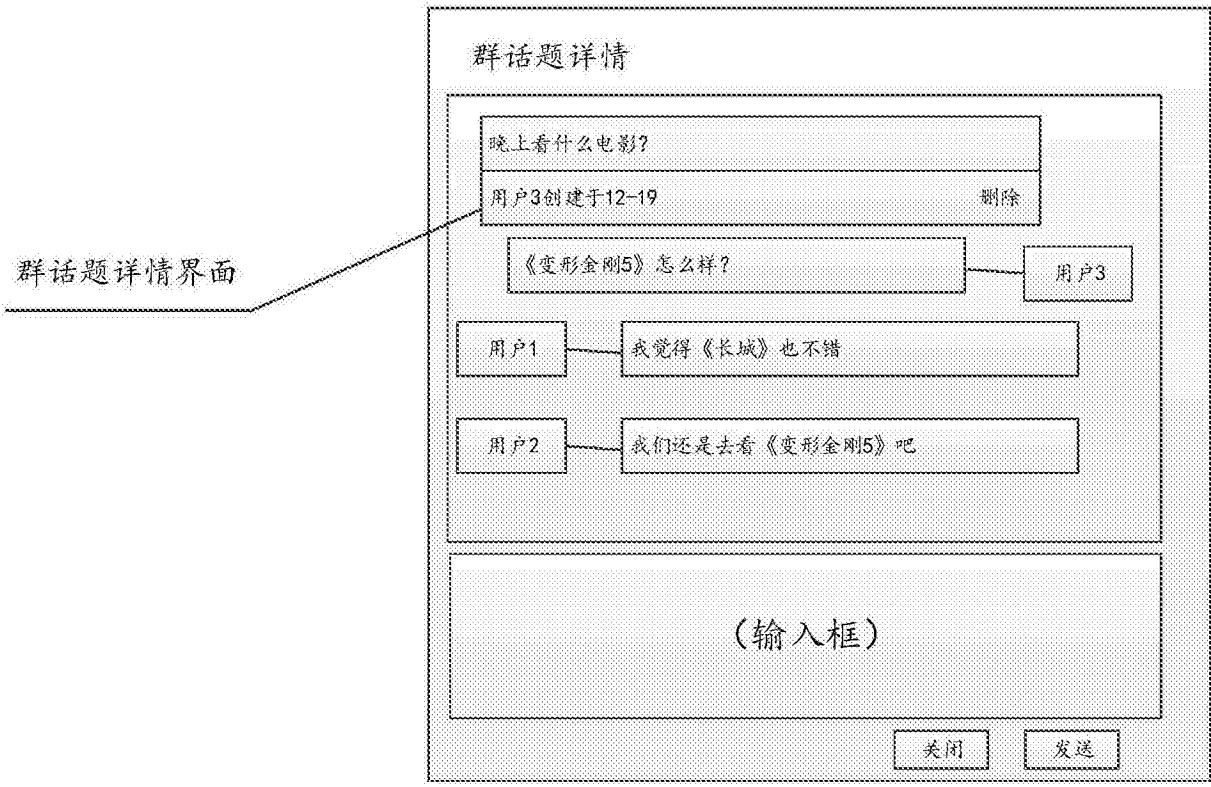 群话题详情
晚上看什么电影?
用户3创建于12-19 删除
群话题详情界面
《变形金刚5》怎么样?
用户3
用户1
我觉得《长城》也不错
用户2
我们还是去看《变形金刚5》吧
(输入框)
关闭 发送